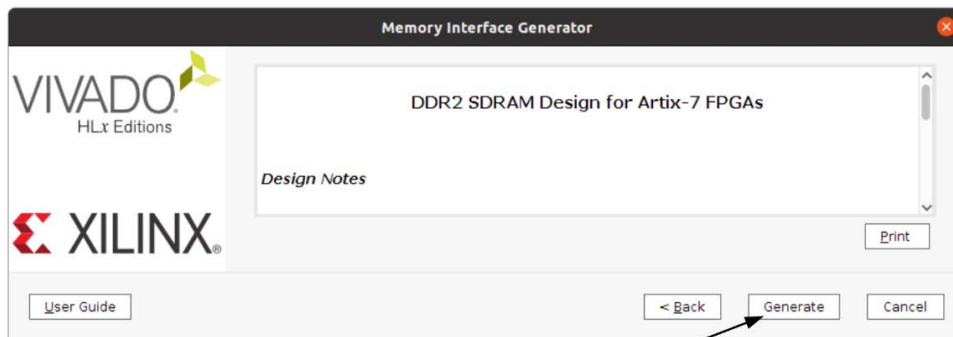 Memory Interface Generator
VIVADO.
HLx Editions
DDR2 SDRAM Design for Artix-7 FPGAs
Design Notes
XILINX®
Print
User Guide
< Back
Generate
Cancel